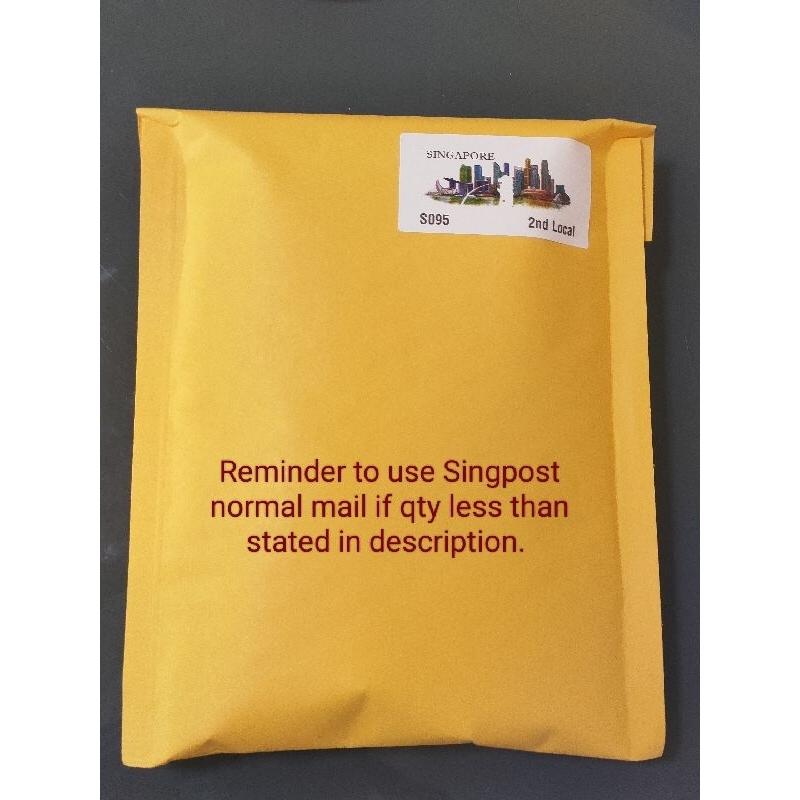 SINGAPORE
S095
2nd Local
Reminder to use Singpost
normal mail if qty less than
stated in description.